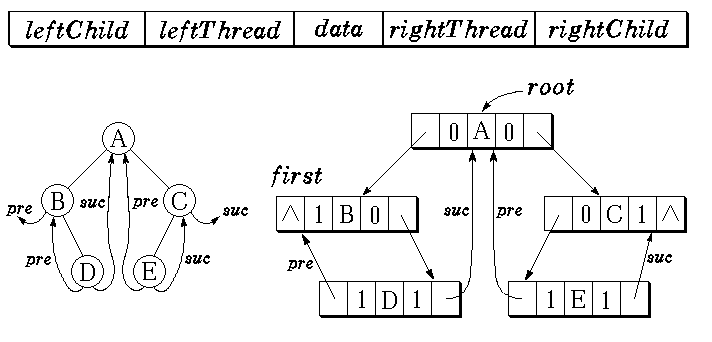 leftChild leftThread data rightThread rightChild
root
A 0 A 0
first
B C pre suc pre suc ∧ 1 B 0 suc pre 0 C 1 ∧
pre suc pre suc
D E 1 D 1 1 E 1